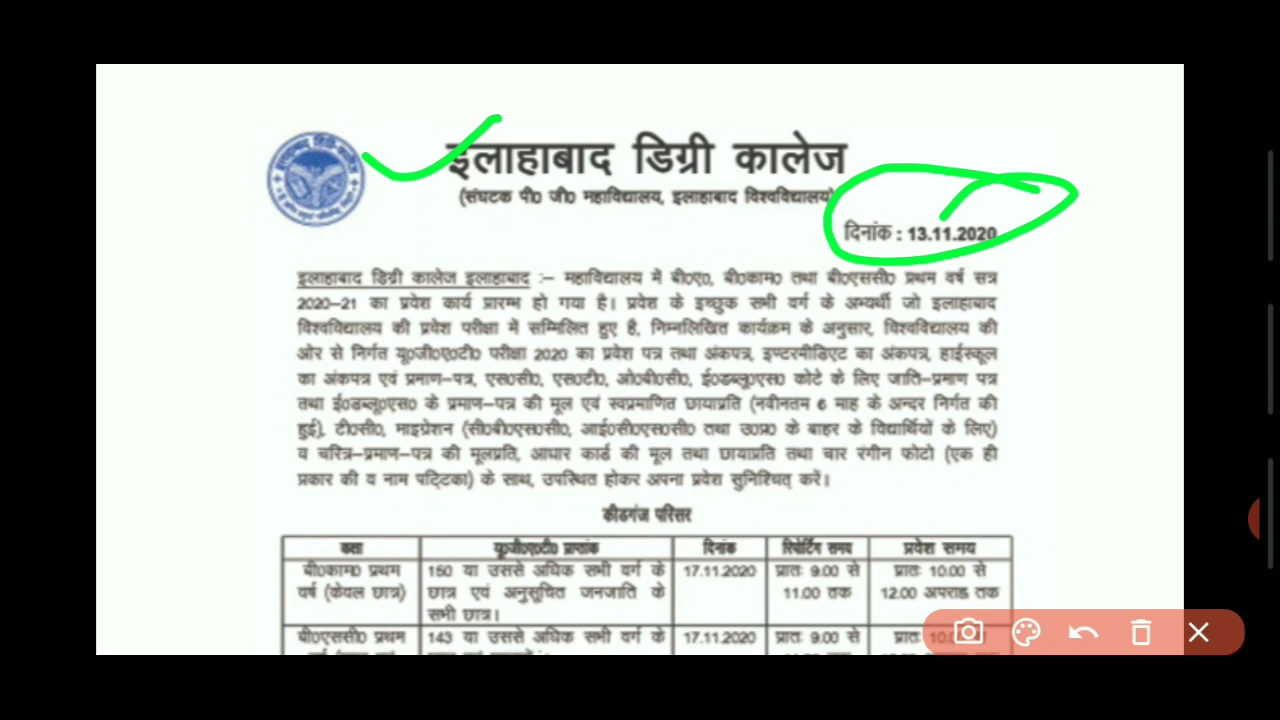 इलाहाबाद डिग्री कालेज
(संघटक पी0 जी0 महाविद्यालय, इलाहाबाद विश्वविद्यालय)
दिनांक : 13.11.2020
इलाहाबाद डिग्री कालेज इलाहाबाद :– महाविद्यालय में बी0ए0, बी0काम0 तथा बी0एससी0 प्रथम वर्ष सत्र
2020–21 का प्रवेश कार्य प्रारम्भ हो गया है। प्रवेश के इच्छुक सभी वर्ग के अभ्यर्थी जो इलाहाबाद
विश्वविद्यालय की प्रवेश परीक्षा में सम्मिलित हुए है, निम्नलिखित कार्यक्रम के अनुसार, विश्वविद्यालय की
ओर से निर्गत यू0जी0ए0टी0 परीक्षा 2020 का प्रवेश पत्र तथा अंकपत्र, इण्टरमीडिएट का अंकपत्र, हाईस्कूल
का अंकपत्र एवं प्रमाण–पत्र, एस0सी0, एस0टी0, ओ0बी0सी0, ई0डब्लू0एस0 कोटे के लिए जाति–प्रमाण पत्र
तथा ई0डब्लू0एस0 के प्रमाण–पत्र की मूल एवं स्वप्रमाणित छायाप्रति (नवीनतम 6 माह के अन्दर निर्गत की
हुई), टी0सी0, माइग्रेशन (सी0बी0एस0सी0, आई0सी0एस0सी0 तथा उ0प्र0 के बाहर के विद्यार्थियों के लिए)
व चरित्र–प्रमाण–पत्र की मूलप्रति, आधार कार्ड की मूल तथा छायाप्रति तथा चार रंगीन फोटो (एक ही
प्रकार की व नाम पट्टिका) के साथ, उपस्थित होकर अपना प्रवेश सुनिश्चित् करें।
कीडगंज परिसर
कक्षा यू0जी0ए0टी0 प्राप्तांक दिनांक रिपोर्टिंग समय प्रवेश समय
बी0काम0 प्रथम 150 या उससे अधिक सभी वर्ग के 17.11.2020 प्रातः 9.00 से प्रातः 10.00 से
वर्ष (केवल छात्र) छात्र एवं अनुसूचित जनजाति के 11.00 तक 12.00 अपराह्न तक
सभी छात्र।
बी0एससी0 प्रथम 143 या उससे अधिक सभी वर्ग के 17.11.2020 प्रातः 9.00 से प्रातः